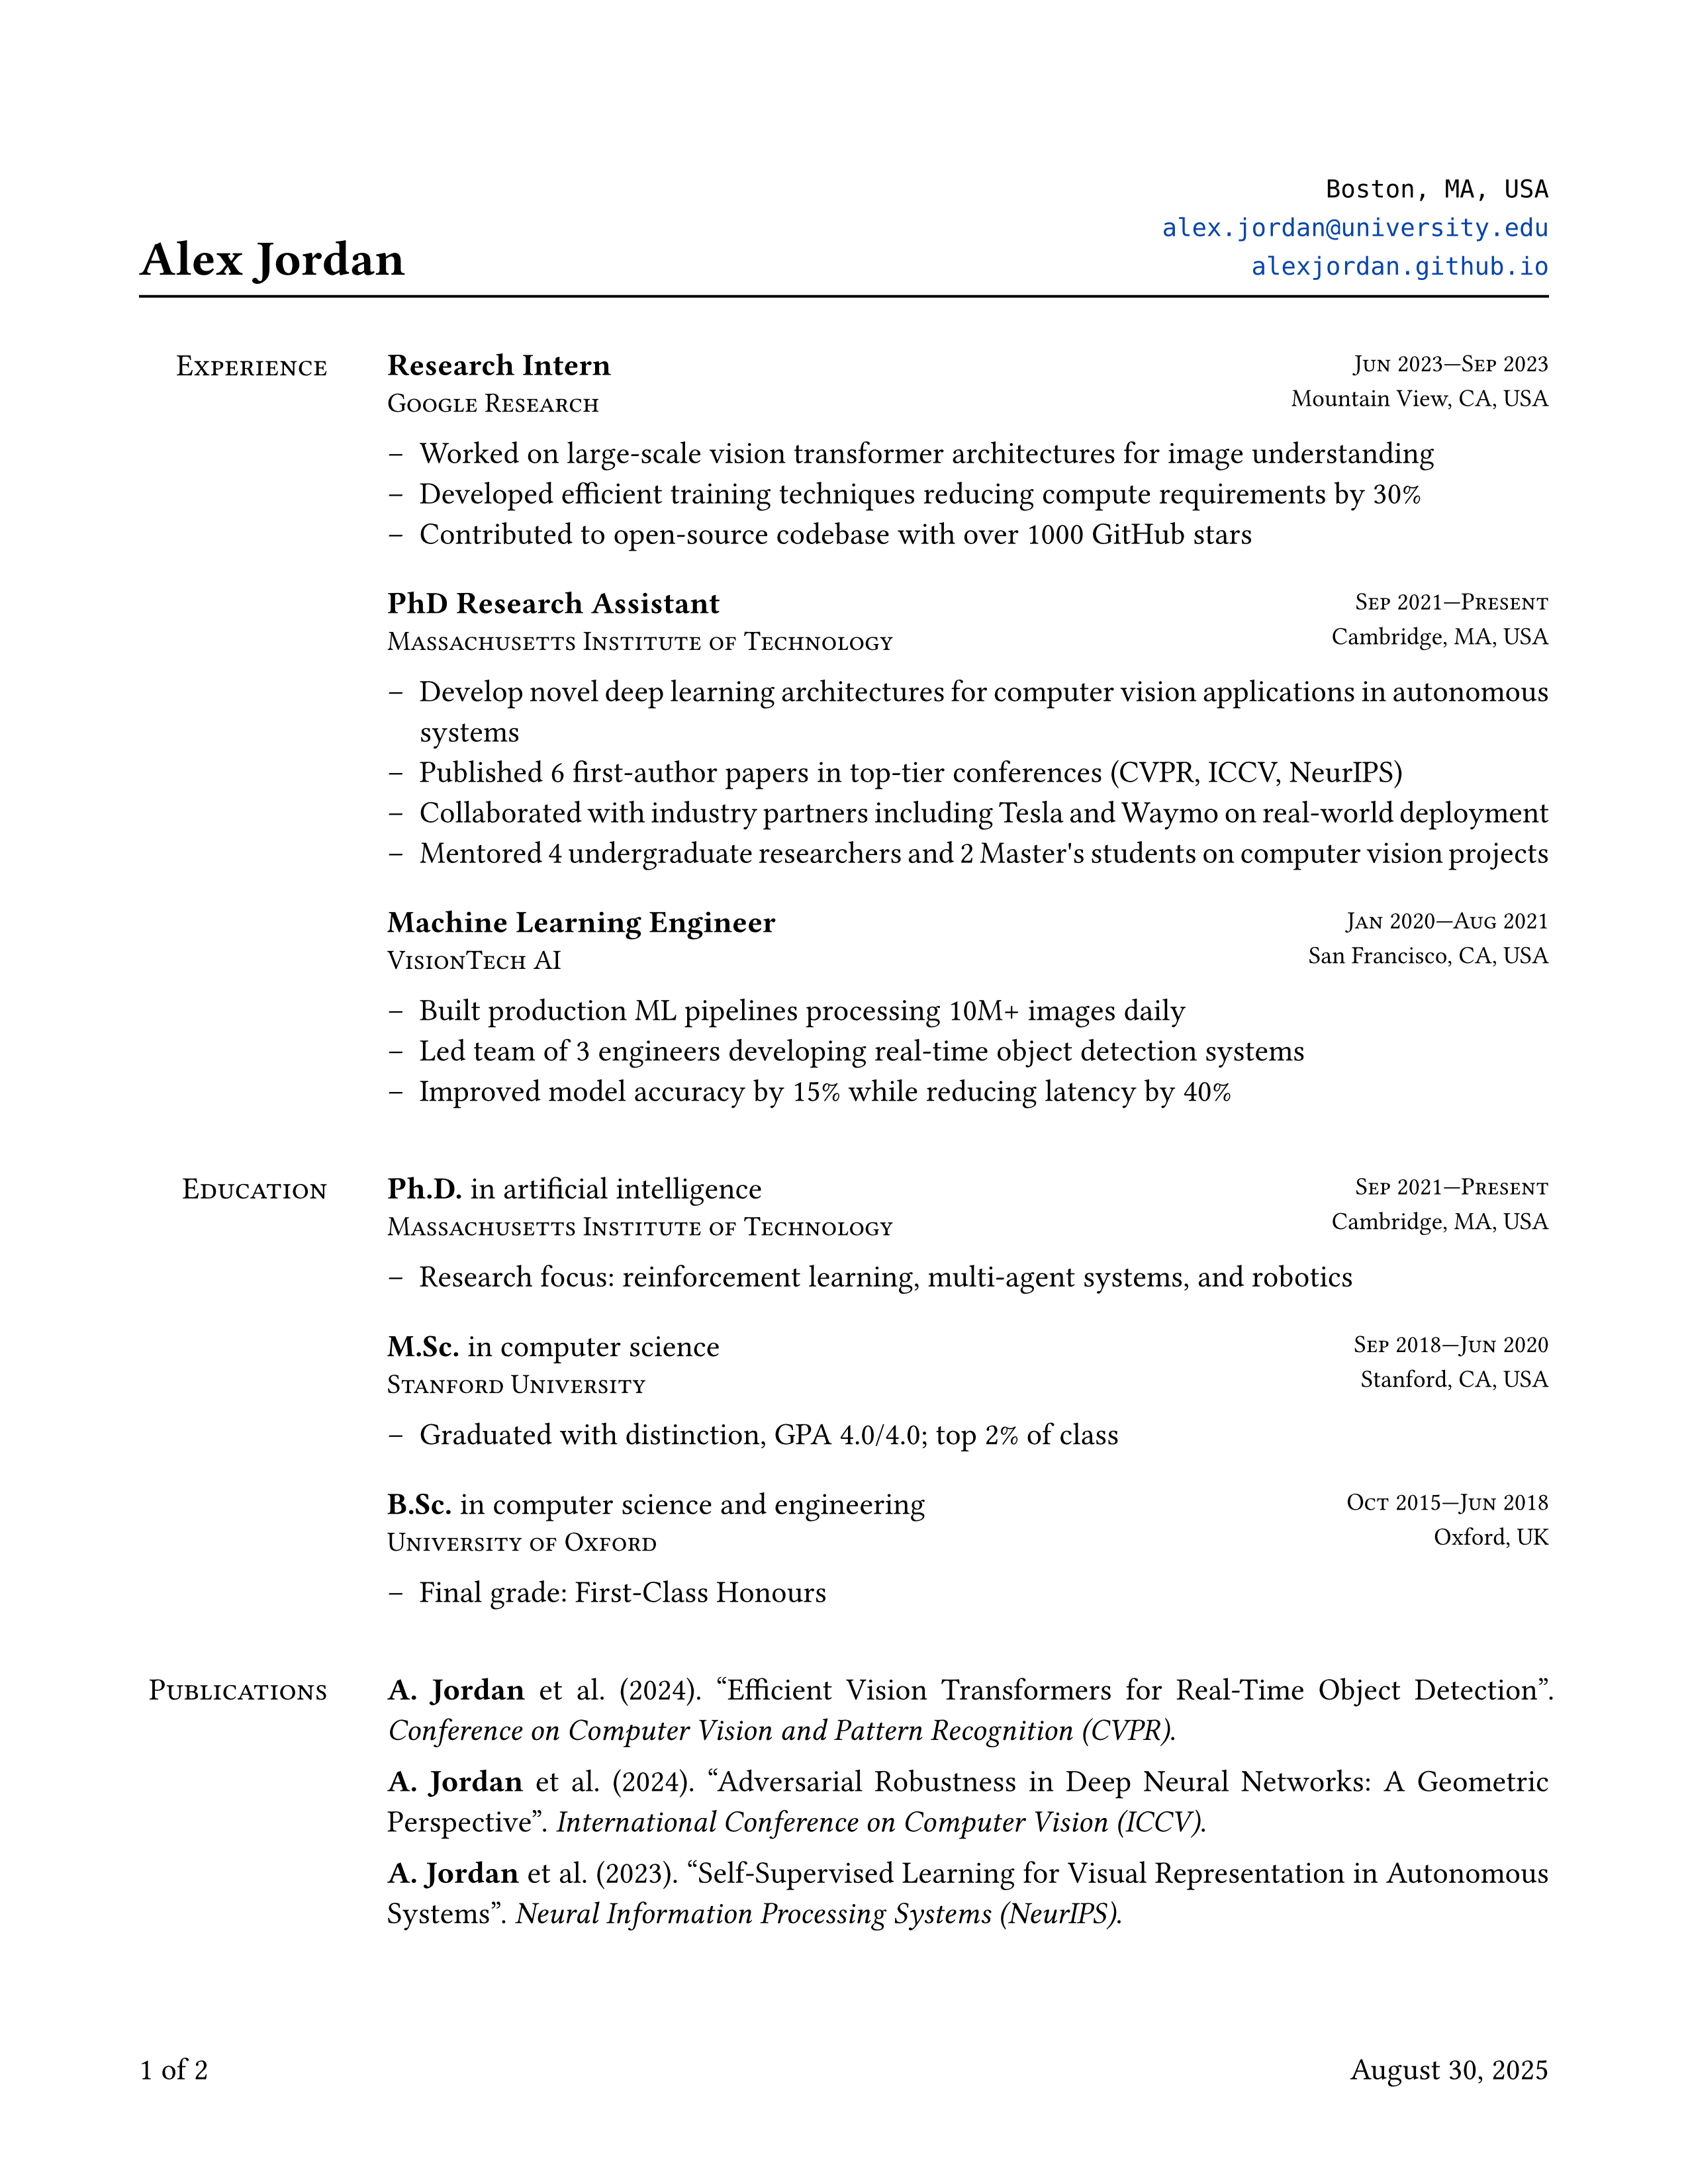 Boston, MA, USA
alex.jordan@university.edu
Alex Jordan
alexjordan.github.io
Experience
Research Intern
Jun 2023—Sep 2023
Google Research
Mountain View, CA, USA
– Worked on large-scale vision transformer architectures for image understanding
– Developed efficient training techniques reducing compute requirements by 30%
– Contributed to open-source codebase with over 1000 GitHub stars
PhD Research Assistant
Sep 2021—Present
Massachusetts Institute of Technology
Cambridge, MA, USA
– Develop novel deep learning architectures for computer vision applications in autonomous
systems
– Published 6 first-author papers in top-tier conferences (CVPR, ICCV, NeurIPS)
– Collaborated with industry partners including Tesla and Waymo on real-world deployment
– Mentored 4 undergraduate researchers and 2 Master's students on computer vision projects
Machine Learning Engineer
Jan 2020—Aug 2021
VisionTech AI
San Francisco, CA, USA
– Built production ML pipelines processing 10M+ images daily
– Led team of 3 engineers developing real-time object detection systems
– Improved model accuracy by 15% while reducing latency by 40%
Education
Ph.D. in artificial intelligence
Sep 2021—Present
Massachusetts Institute of Technology
Cambridge, MA, USA
– Research focus: reinforcement learning, multi-agent systems, and robotics
M.Sc. in computer science
Sep 2018—Jun 2020
Stanford University
Stanford, CA, USA
– Graduated with distinction, GPA 4.0/4.0; top 2% of class
B.Sc. in computer science and engineering
Oct 2015—Jun 2018
University of Oxford
Oxford, UK
– Final grade: First-Class Honours
Publications
A. Jordan et al. (2024). “Efficient Vision Transformers for Real-Time Object Detection”.
Conference on Computer Vision and Pattern Recognition (CVPR).
A. Jordan et al. (2024). “Adversarial Robustness in Deep Neural Networks: A Geometric
Perspective”. International Conference on Computer Vision (ICCV).
A. Jordan et al. (2023). “Self-Supervised Learning for Visual Representation in Autonomous
Systems”. Neural Information Processing Systems (NeurIPS).
1 of 2
August 30, 2025